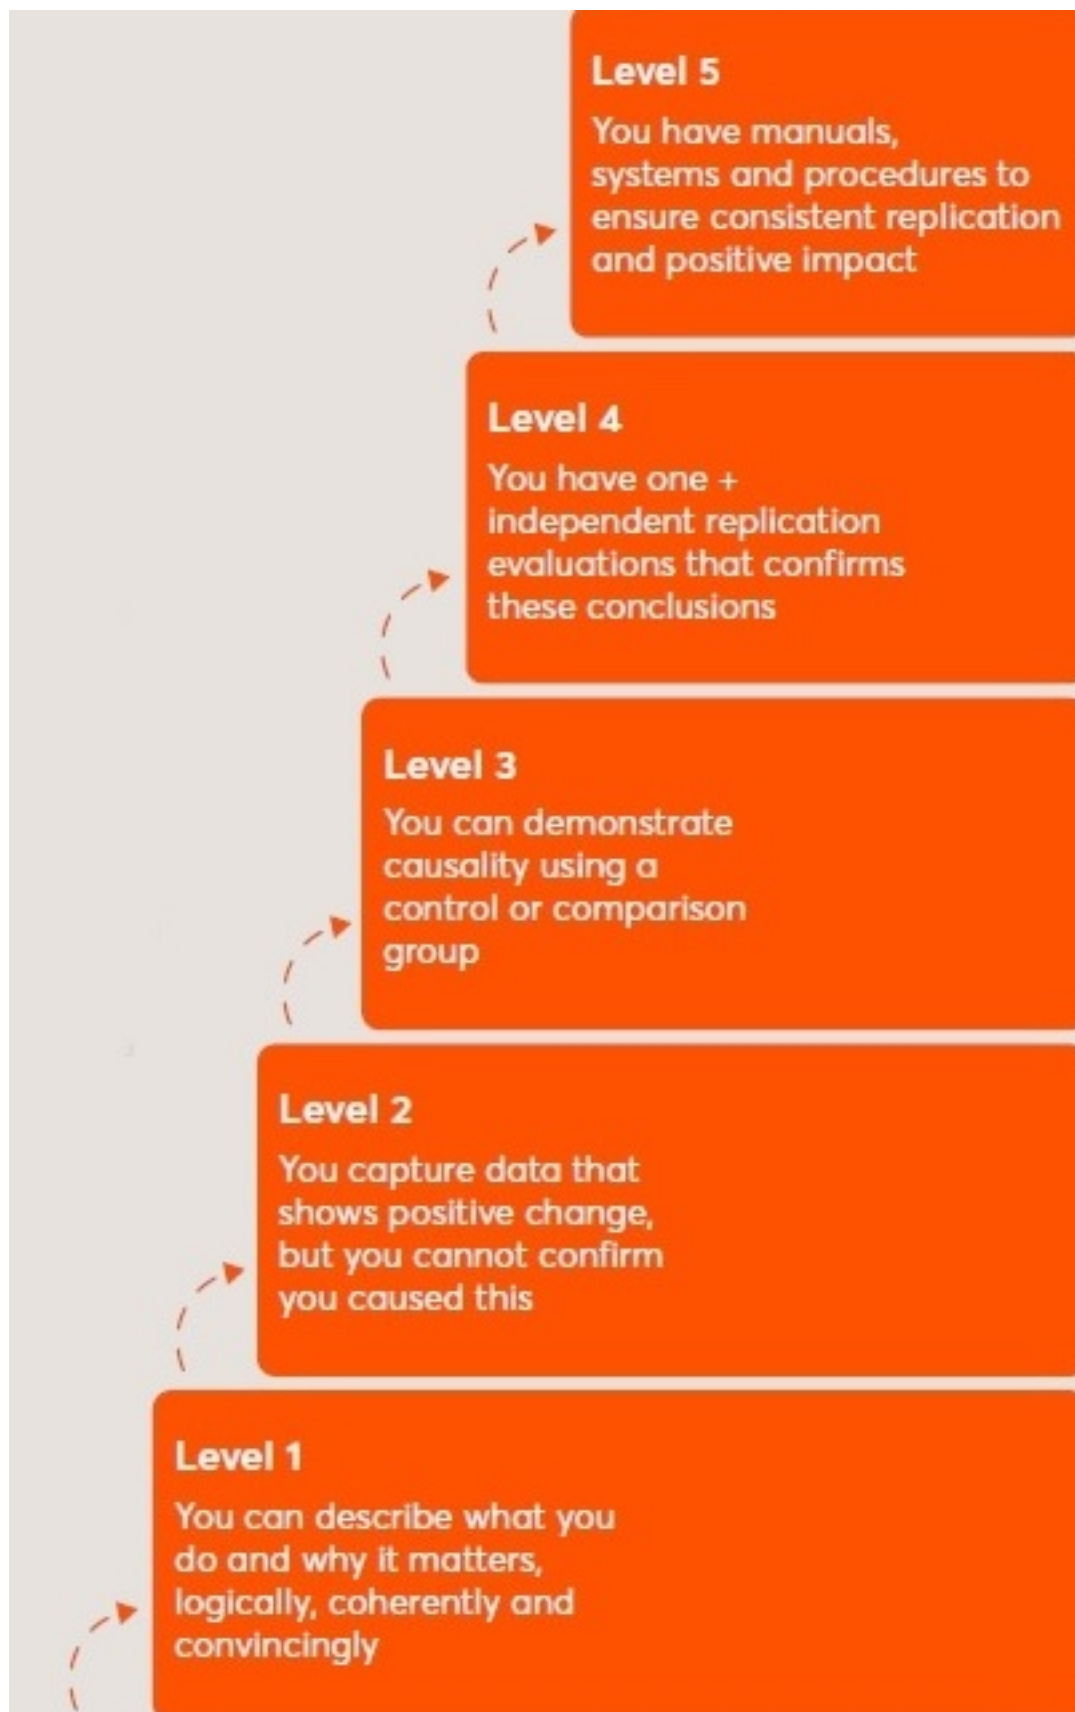 Level 5
You have manuals,
systems and procedures to
ensure consistent replication
and positive impact
Level 4
You have one +
independent replication
evaluations that confirms
these conclusions
Level 3
You can demonstrate
causality using a
control or comparison
group
Level 2
You capture data that
shows positive change,
but you cannot confirm
you caused this
Level 1
You can describe what you
do and why it matters,
logically, coherently and
convincingly